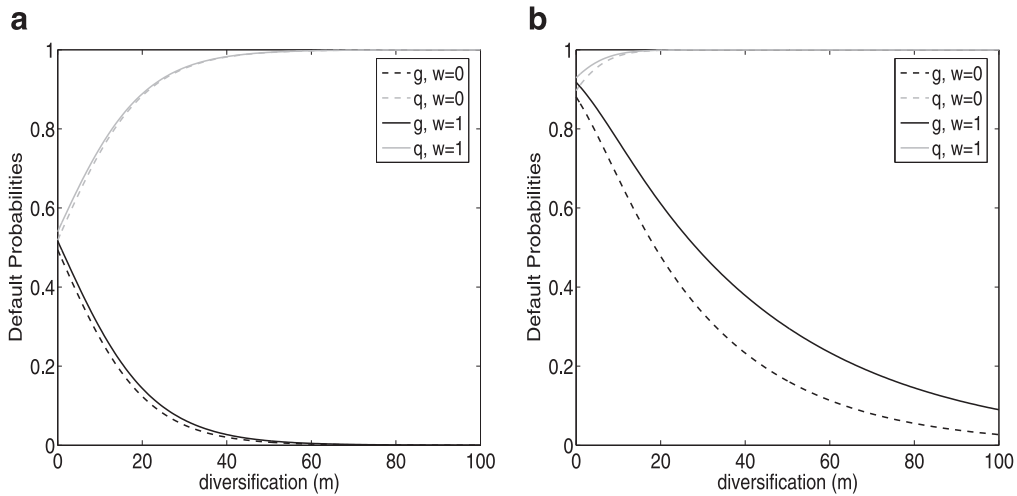 a
1
0.8
0.6
0.4
0.2
0
Default Probabilities
0 20 40 60 80 100
diversification (m)
g, w=0
q, w=0
g, w=1
q, w=1
b
1
0.8
0.6
0.4
0.2
0
Default Probabilities
0 20 40 60 80 100
diversification (m)
g, w=0
q, w=0
g, w=1
q, w=1